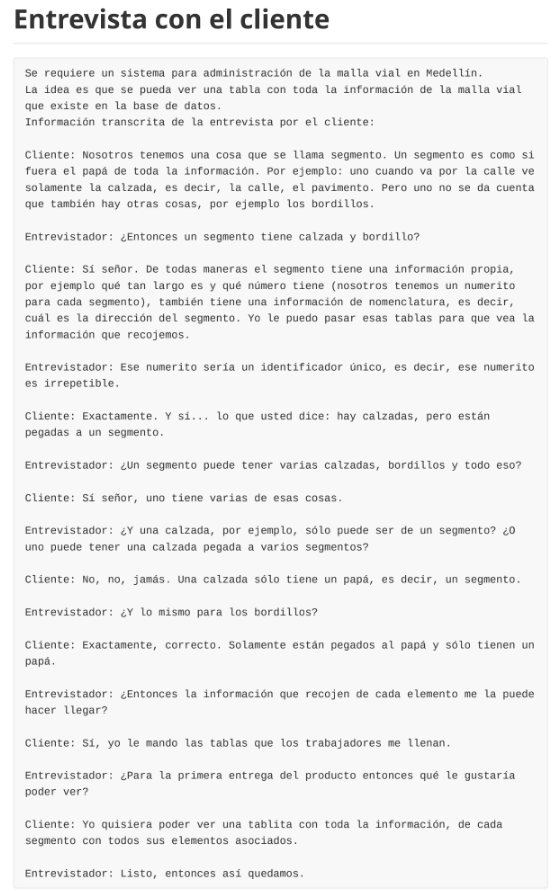 Entrevista con el cliente
Se requiere un sistema para administración de la malla vial en Medellín.
La idea es que se pueda ver una tabla con toda la información de la malla vial
que existe en la base de datos.
Información transcrita de la entrevista por el cliente:
Cliente: Nosotros tenemos una cosa que se llama segmento. Un segmento es como si
fuera el papá de toda la información. Por ejemplo: uno cuando va por la calle ve
solamente la calzada, es decir, la calle, el pavimento. Pero uno no se da cuenta
que también hay otras cosas, por ejemplo los bordillos.
Entrevistador: ¿Entonces un segmento tiene calzada y bordillo?
Cliente: Sí señor. De todas maneras el segmento tiene una información propia,
por ejemplo qué tan largo es y qué número tiene (nosotros tenemos un numerito
para cada segmento), también tiene una información de nomenclatura, es decir,
cuál es la dirección del segmento. Yo le puedo pasar esas tablas para que vea la
información que recojemos.
Entrevistador: Ese numerito sería un identificador único, es decir, ese numerito
es irrepetible.
Cliente: Exactamente. Y sí... lo que usted dice: hay calzadas, pero están
pegadas a un segmento.
Entrevistador: ¿Un segmento puede tener varias calzadas, bordillos y todo eso?
Cliente: Sí señor, uno tiene varias de esas cosas.
Entrevistador: ¿Y una calzada, por ejemplo, sólo puede ser de un segmento? ¿O
uno puede tener una calzada pegada a varios segmentos?
Cliente: No, no, jamás. Una calzada sólo tiene un papá, es decir, un segmento.
Entrevistador: ¿Y lo mismo para los bordillos?
Cliente: Exactamente, correcto. Solamente están pegados al papá y sólo tienen un
papá.
Entrevistador: ¿Entonces la información que recojen de cada elemento me la puede
hacer llegar?
Cliente: Sí, yo le mando las tablas que los trabajadores me llenan.
Entrevistador: ¿Para la primera entrega del producto entonces qué le gustaría
poder ver?
Cliente: Yo quisiera poder ver una tablita con toda la información, de cada
segmento con todos sus elementos asociados.
Entrevistador: Listo, entonces así quedamos.